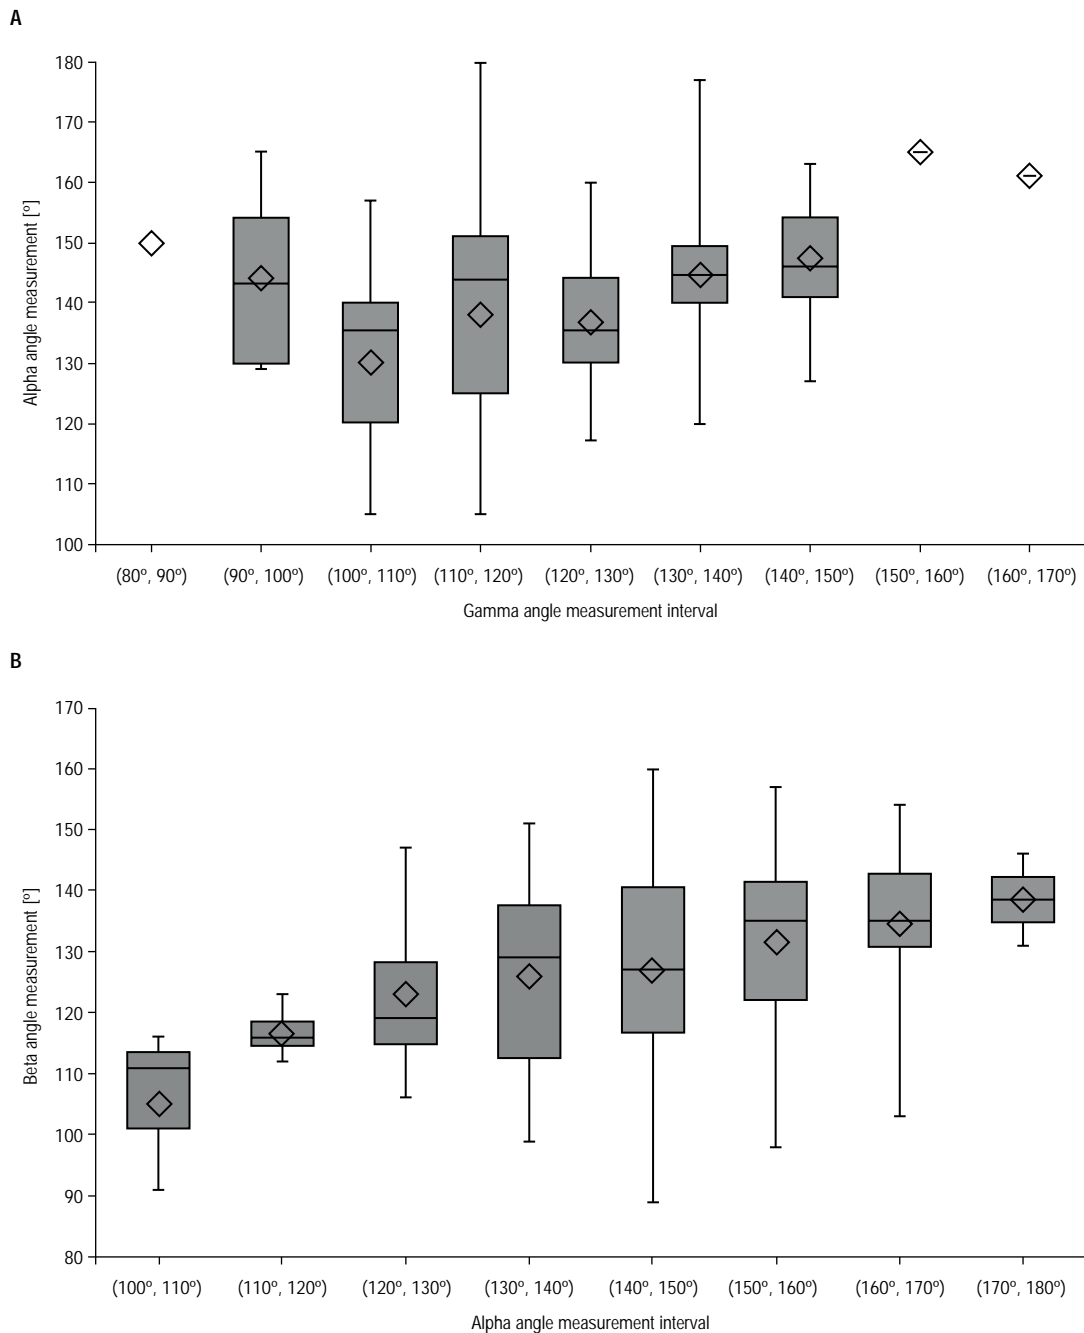 A
180
170
160
150
140
130
120
110
100
Alpha angle measurement [º]
(80º, 90º) (90º, 100º) (100º, 110º) (110º, 120º) (120º, 130º) (130º, 140º) (140º, 150º) (150º, 160º) (160º, 170º)
Gamma angle measurement interval
B
170
160
150
140
130
120
110
100
90
80
Beta angle measurement [º]
(100º, 110º) (110º, 120º) (120º, 130º) (130º, 140º) (140º, 150º) (150º, 160º) (160º, 170º) (170º, 180º)
Alpha angle measurement interval